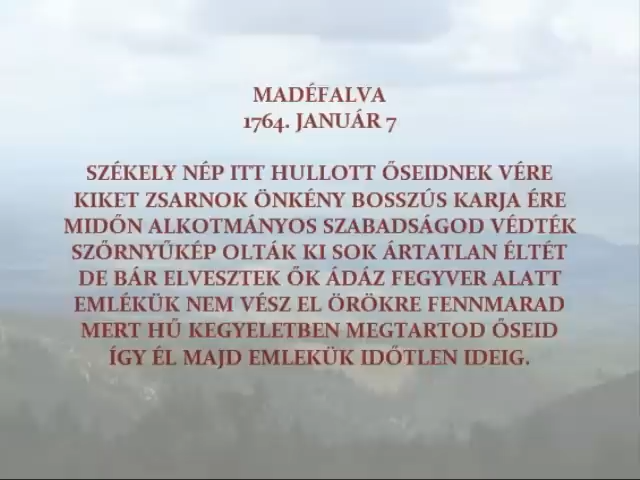 MADÉFALVA
1764. JANUÁR 7
SZÉKELY NÉP ITT HULLOTT ŐSEIDNEK VÉRE
KIKET ZSARNOK ÖNKÉNY BOSSZÚS KARJA ÉRE
MIDŐN ALKOTMÁNYOS SZABADSÁGOD VÉDTÉK
SZŐRNYŰKÉP OLTÁK KI SOK ÁRTATLAN ÉLTÉT
DE BÁR ELVESZTEK ŐK ÁDÁZ FEGYVER ALATT
EMLÉKÜK NEM VÉSZ EL ÖRÖKRE FENNMARAD
MERT HŰ KEGYELETBEN MEGTARTOD ŐSEID
ÍGY ÉL MAJD EMLEKÜK IDŐTLEN IDEIG.